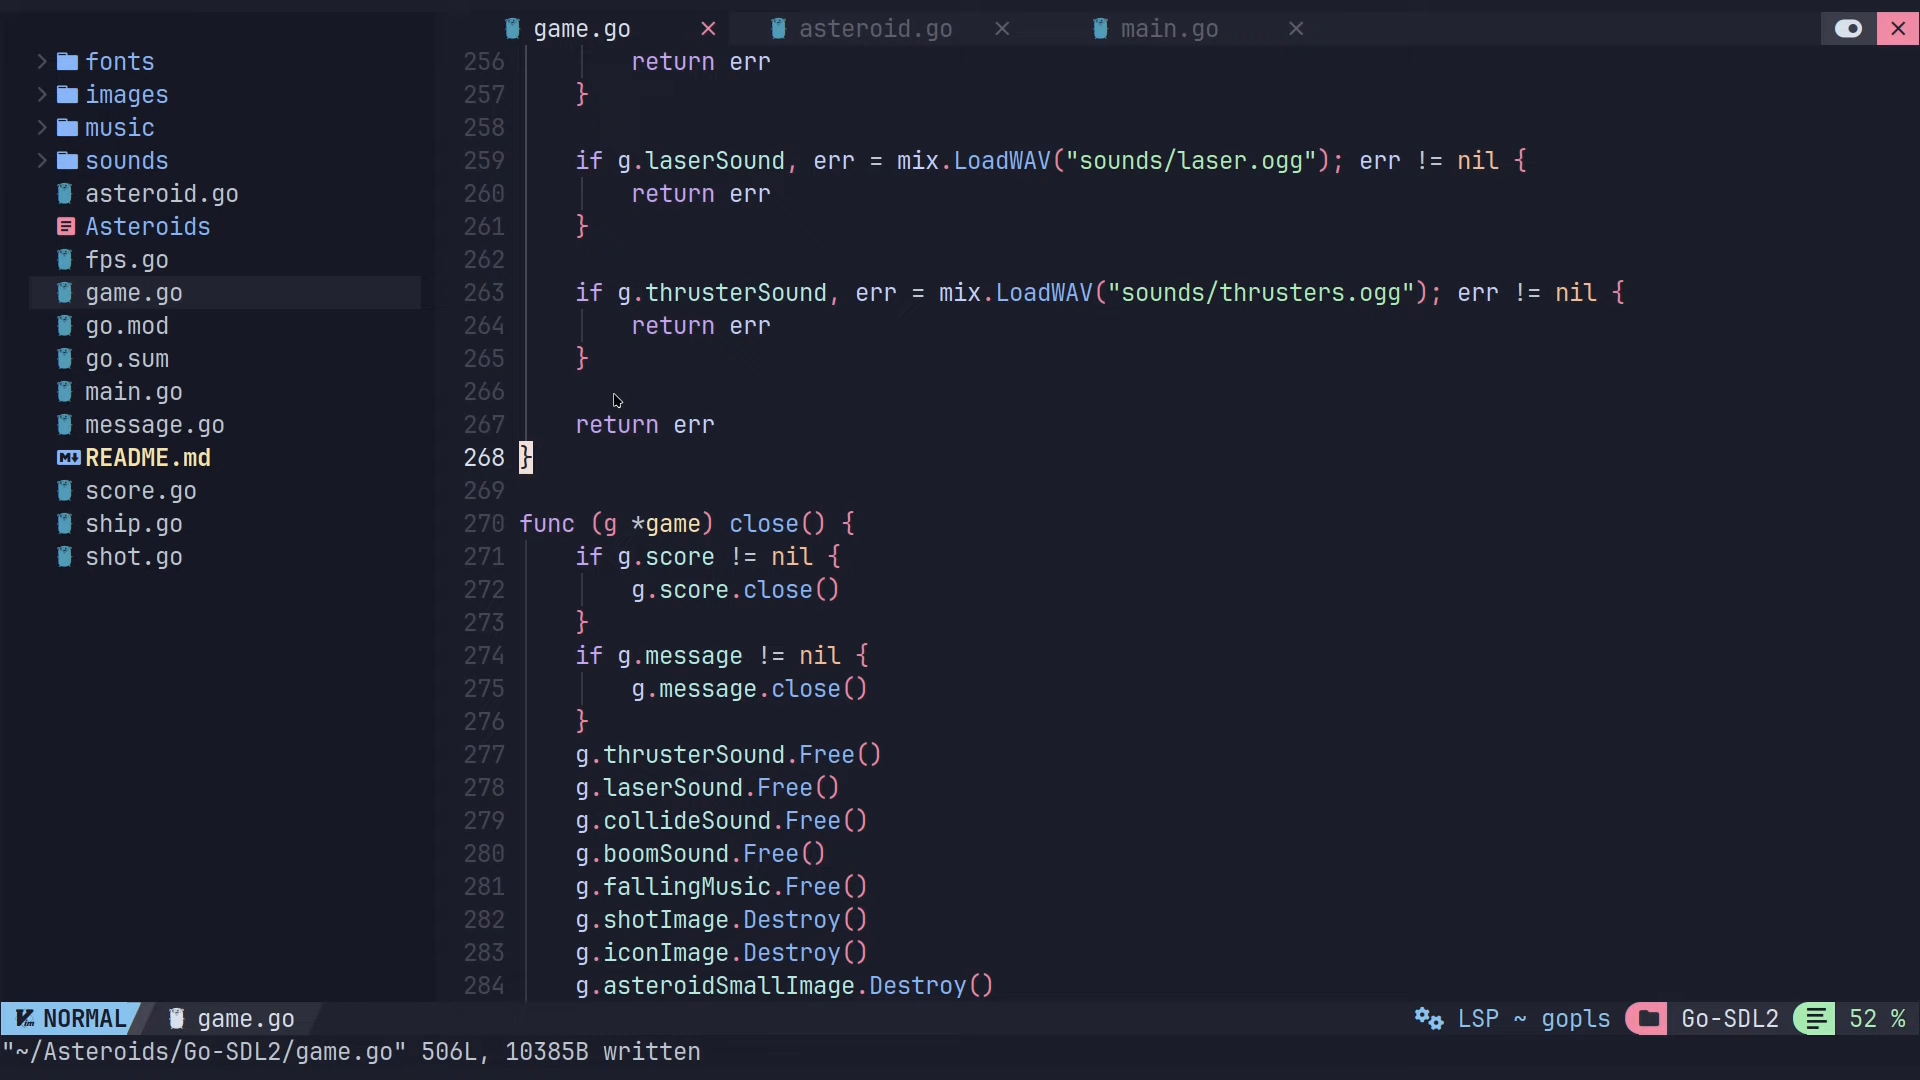 game.go
asteroid.go
main.go
fonts
images
music
sounds
asteroid.go
Asteroids
fps.go
game.go
go.mod
go.sum
main.go
message.go
README.md
score.go
ship.go
shot.go
256 return err
257 }
258
259 if g.laserSound, err = mix.LoadWAV("sounds/laser.ogg"); err != nil {
260 return err
261 }
262
263 if g.thrusterSound, err = mix.LoadWAV("sounds/thrusters.ogg"); err != nil {
264 return err
265 }
266
267 return err
268 }
269
270 func (g *game) close() {
271 if g.score != nil {
272 g.score.close()
273 }
274 if g.message != nil {
275 g.message.close()
276 }
277 g.thrusterSound.Free()
278 g.laserSound.Free()
279 g.collideSound.Free()
280 g.boomSound.Free()
281 g.fallingMusic.Free()
282 g.shotImage.Destroy()
283 g.iconImage.Destroy()
284 g.asteroidSmallImage.Destroy()
NORMAL game.go LSP ~ gopls Go-SDL2 52 %
"~/Asteroids/Go-SDL2/game.go" 506L, 10385B written